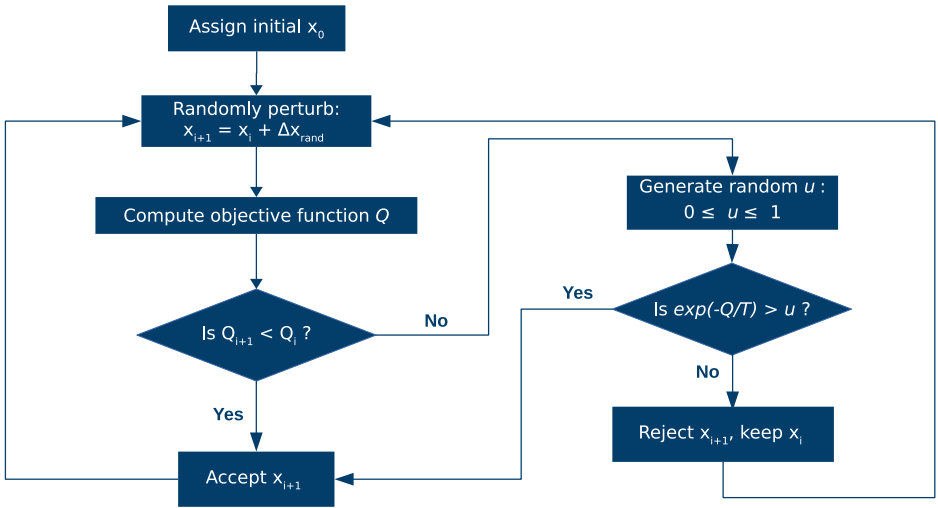 Assign initial x₀
Randomly perturb:
xᵢ₊₁ = xᵢ + Δx_rand
Compute objective function Q
Is Qᵢ₊₁ < Qᵢ ?
No
Yes
Accept xᵢ₊₁
Generate random u :
0 ≤ u ≤ 1
Is exp(-Q/T) > u ?
Yes
No
Reject xᵢ₊₁, keep xᵢ